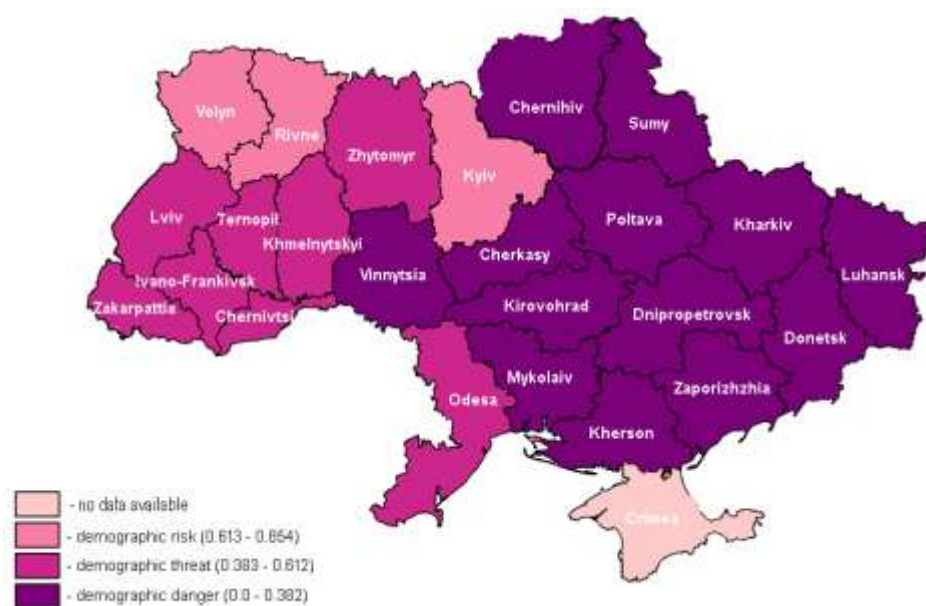 Chernihiv
Volyn
Rivne
Sumy
Zhytomyr
Kyiv
Lviv
Ternopil
Poltava
Kharkiv
Khmelnytskyi
Cherkasy
Luhansk
Vinnytsia
Ivano-Frankivsk
Zakarpattia
Kirovohrad
Chernivtsi
Dnipropetrovsk
Donetsk
Mykolaiv
Zaporizhzhia
Odesa
Kherson
Crimea
- no data available
- demographic risk (0.613 - 0.854)
- demographic threat (0.383 - 0.612)
- demographic danger (0.0 - 0.382)